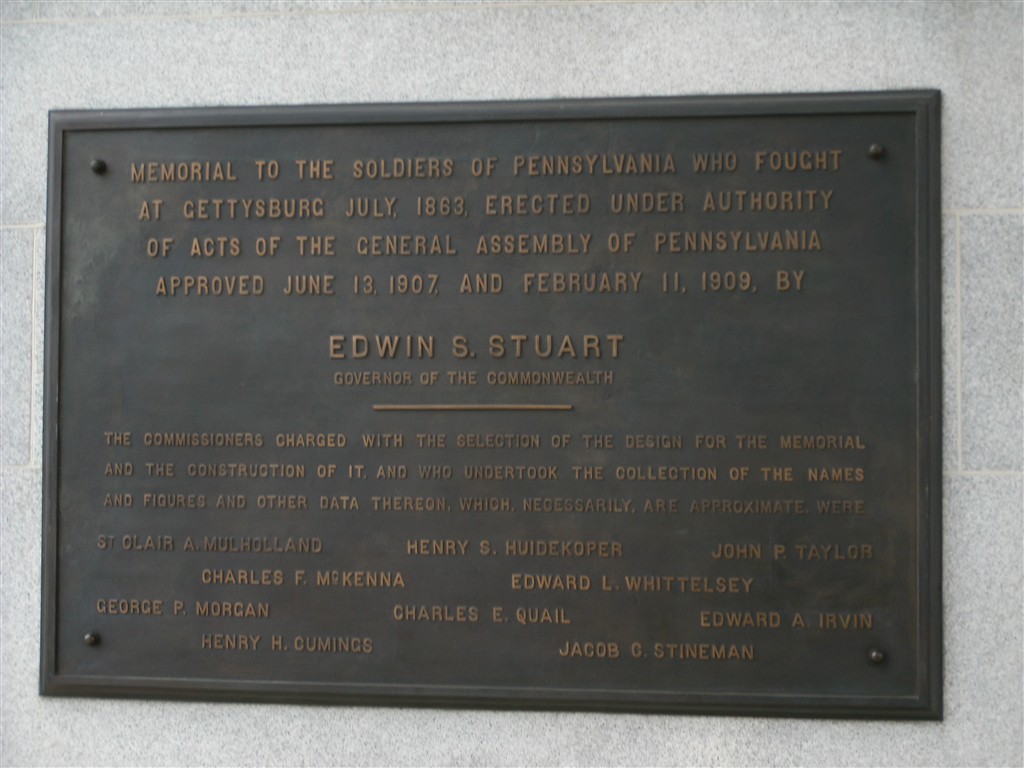 MEMORIAL TO THE SOLDIERS OF PENNSYLVANIA WHO FOUGHT
AT GETTYSBURG JULY, 1863, ERECTED UNDER AUTHORITY
OF ACTS OF THE GENERAL ASSEMBLY OF PENNSYLVANIA
APPROVED JUNE 13, 1907, AND FEBRUARY 11, 1909, BY
EDWIN S. STUART
GOVERNOR OF THE COMMONWEALTH
THE COMMISSIONERS CHARGED WITH THE SELECTION OF THE DESIGN FOR THE MEMORIAL
AND THE CONSTRUCTION OF IT, AND WHO UNDERTOOK THE COLLECTION OF THE NAMES
AND FIGURES AND OTHER DATA THEREON, WHICH, NECESSARILY, ARE APPROXIMATE, WERE
ST CLAIR A. MULHOLLAND HENRY S. HUIDEKOPER JOHN P. TAYLOR
CHARLES F. McKENNA EDWARD L. WHITTELSEY
GEORGE P. MORGAN CHARLES E. QUAIL EDWARD A. IRVIN
HENRY H. CUMINGS JACOB C. STINEMAN